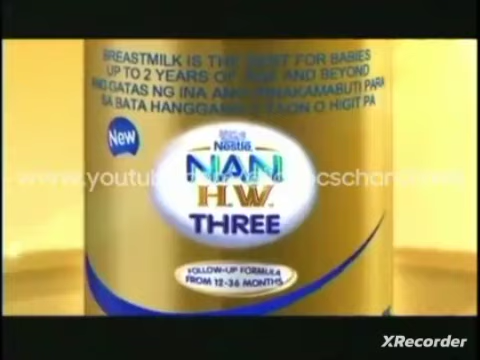 BREASTMILK IS THE BEST FOR BABIES
UP TO 2 YEARS OF AGE AND BEYOND
ANG GATAS NG INA ANG PINAKAMABUTI PARA
SA BATA HANGGANG 2 TAON O HIGIT PA
New
Nestlé
NAN
H.W.
THREE
FOLLOW-UP FORMULA
FROM 12-36 MONTHS
www.youtube
XRecorder